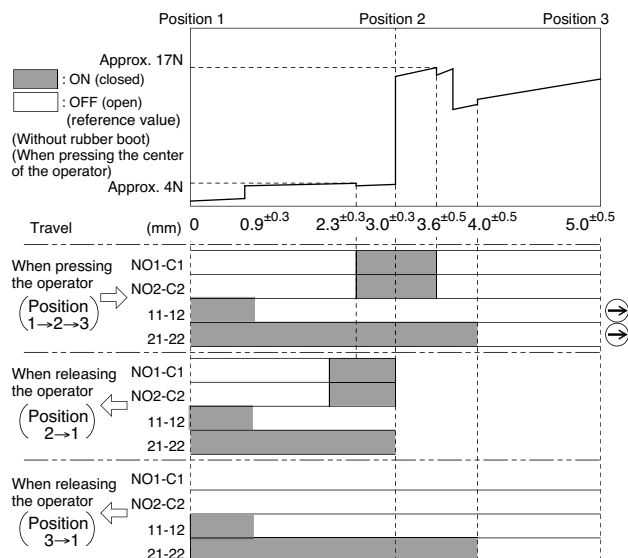 Position 1 Position 2 Position 3
Approx. 17N
: ON (closed)
: OFF (open)
(reference value)
(Without rubber boot)
(When pressing the center
of the operator)
Approx. 4N
Travel (mm) 0 0.9±0.3 2.3±0.3 3.0±0.3 3.6±0.5 4.0±0.5 5.0±0.5
When pressing
the operator
(Position
1→2→3)
NO1-C1
NO2-C2
11-12
21-22
When releasing
the operator
(Position
2→1)
NO1-C1
NO2-C2
11-12
21-22
When releasing
the operator
(Position
3→1)
NO1-C1
NO2-C2
11-12
21-22